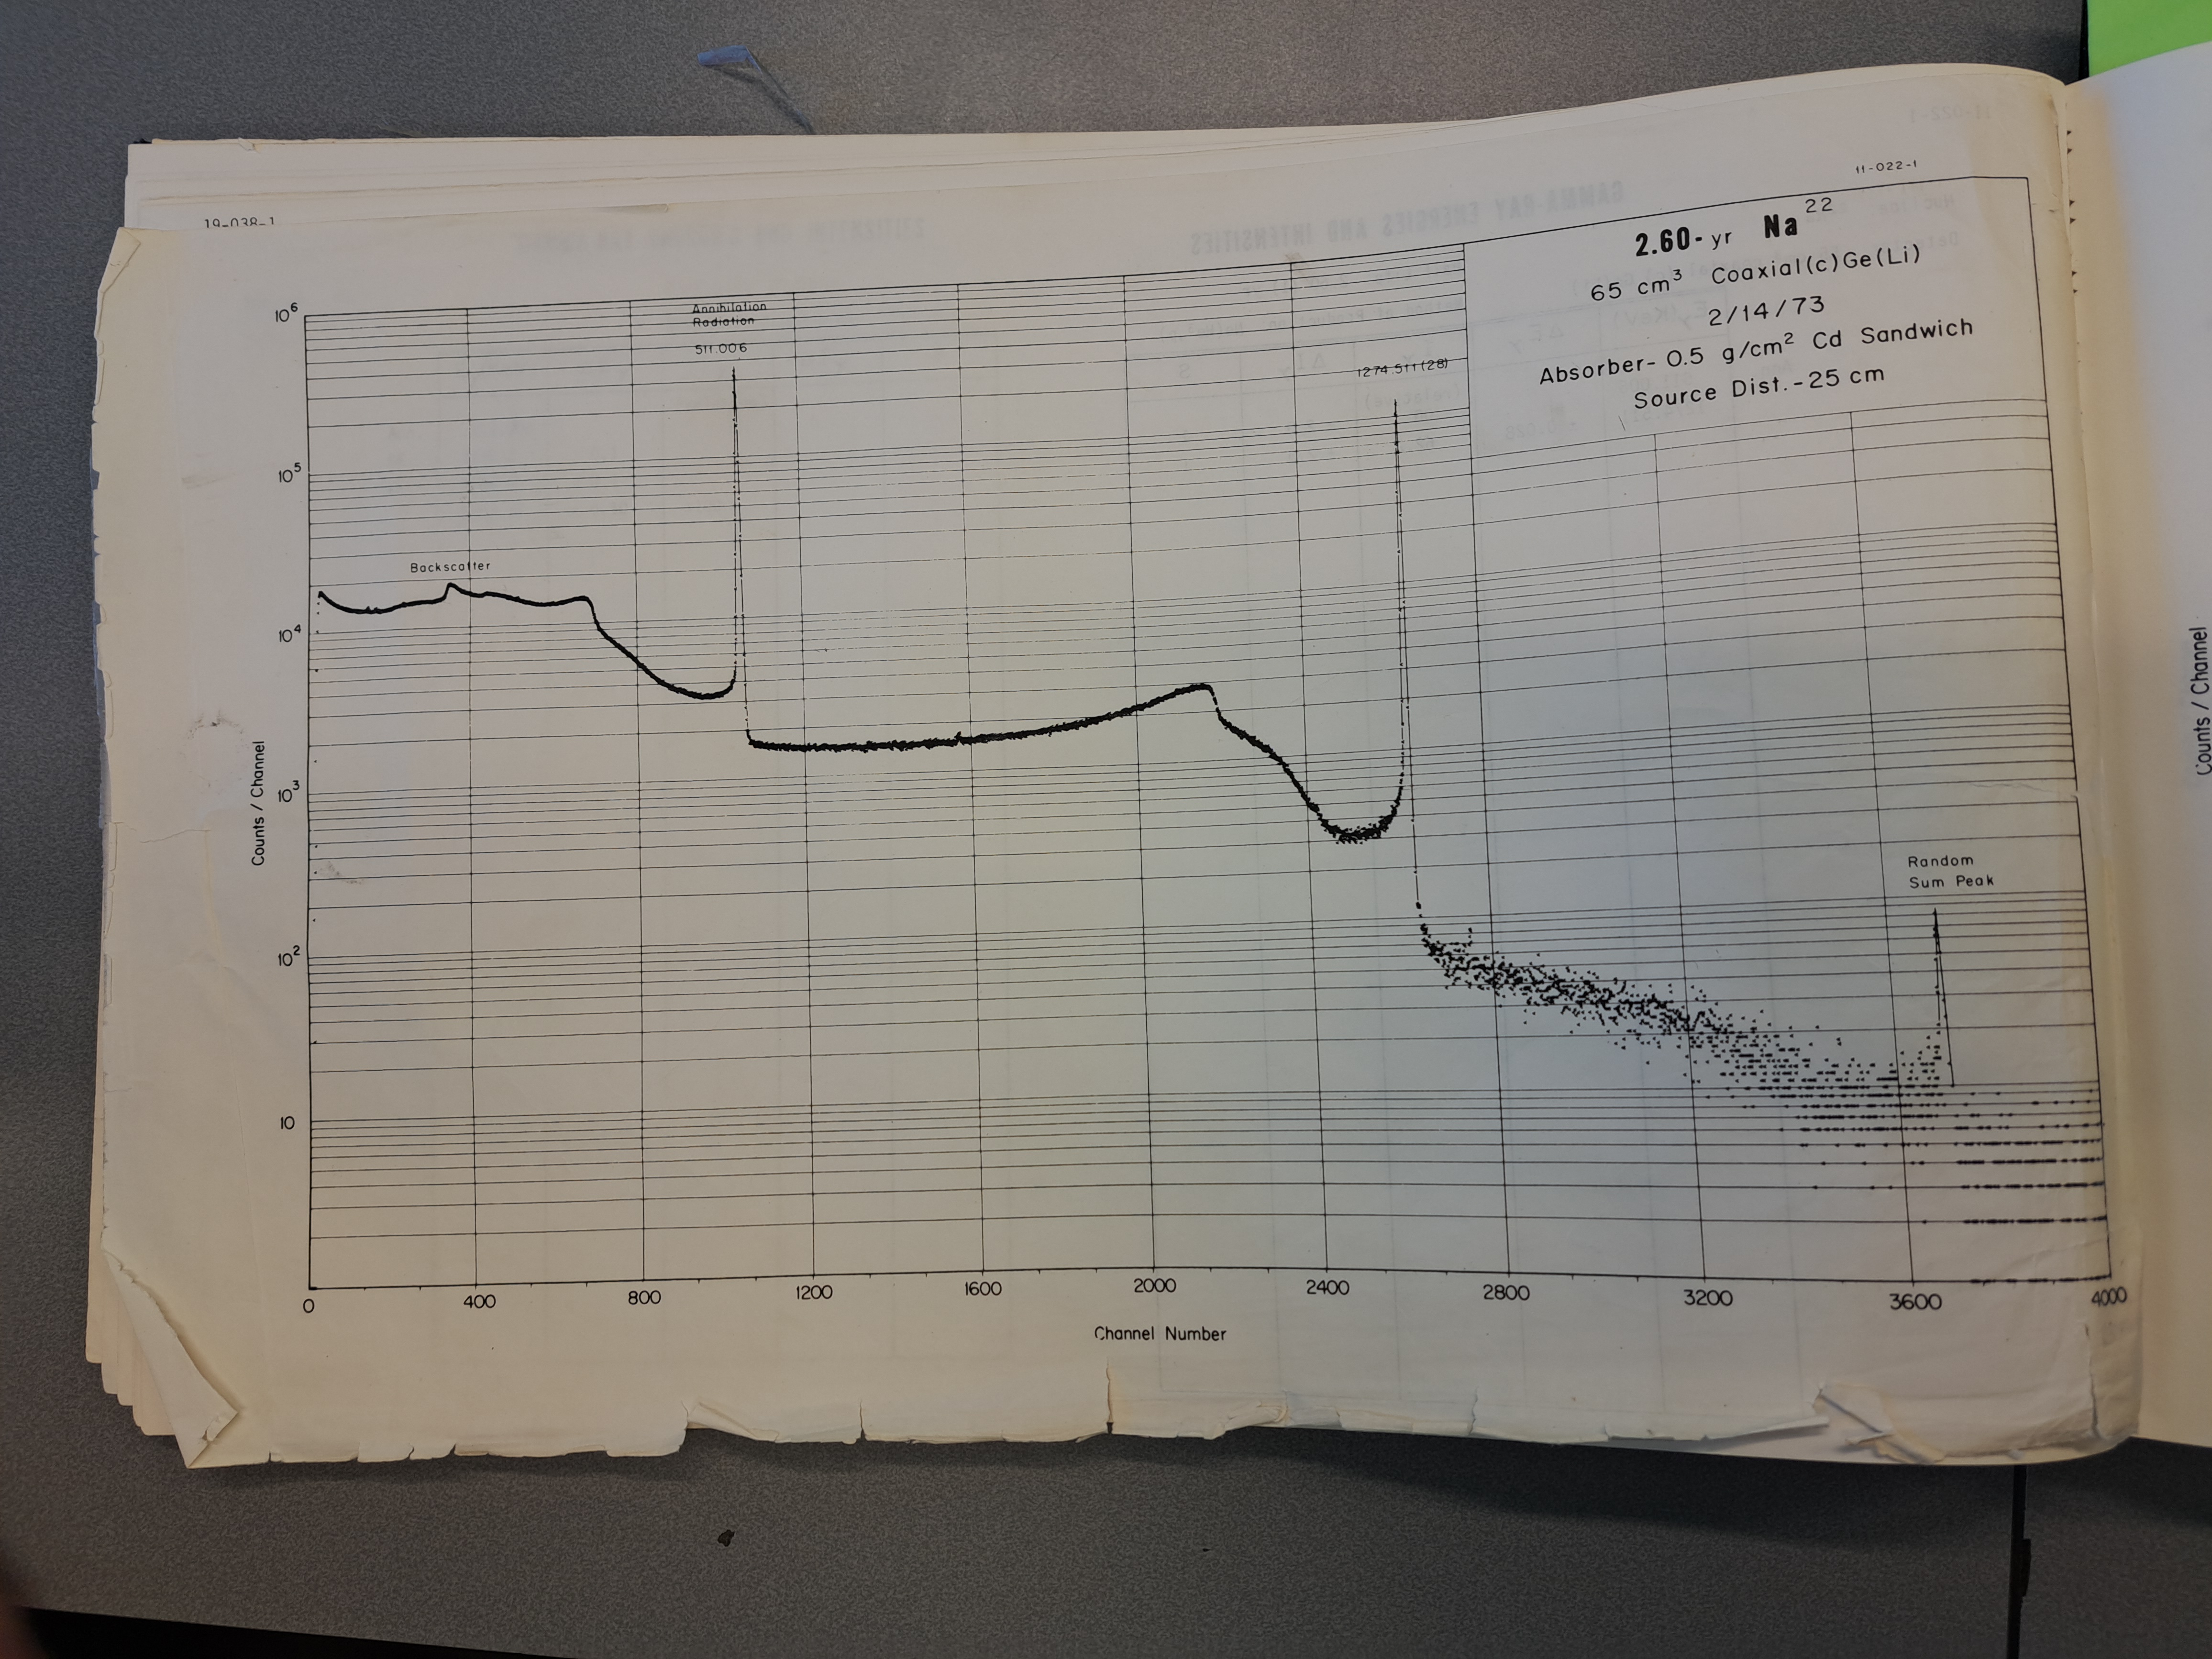 11-022-1
2.60-yr Na 22
65 cm3 Coaxial(c)Ge(Li)
2/14/73
Absorber- 0.5 g/cm2 Cd Sandwich
Source Dist.-25 cm
Annihilation
Radiation
511.006
1274.511(28)
Backscatter
Random
Sum Peak
Counts / Channel
10^6
10^5
10^4
10^3
10^2
10
0 400 800 1200 1600 2000 2400 2800 3200 3600 4000
Channel Number
Counts / Channel